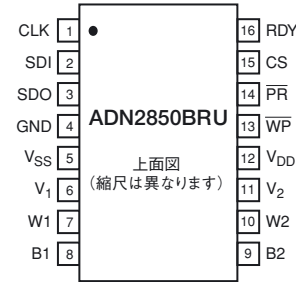 CLK 1 16 RDY
SDI 2 15 CS
SDO 3 14 PR
GND 4 ADN2850BRU 13 WP
VSS 5 上面図 12 VDD
V1 6 (縮尺は異なります) 11 V2
W1 7 10 W2
B1 8 9 B2